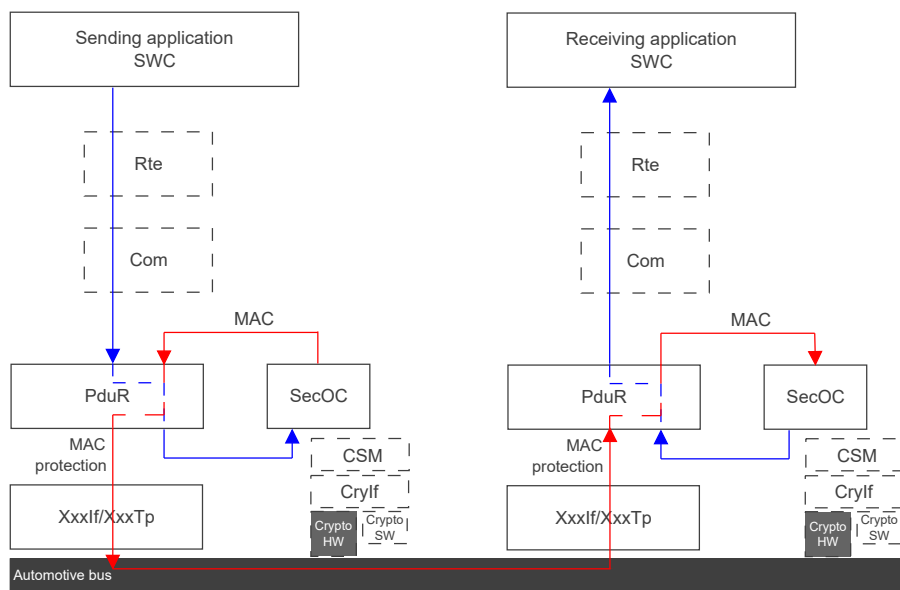 Sending application
SWC
Receiving application
SWC
Rte
Rte
Com
Com
MAC
MAC
PduR
SecOC
PduR
SecOC
MAC
protection
MAC
protection
CSM
CSM
XxxIf/XxxTp
CryIf
XxxIf/XxxTp
CryIf
Crypto
HW
Crypto
SW
Crypto
HW
Crypto
SW
Automotive bus